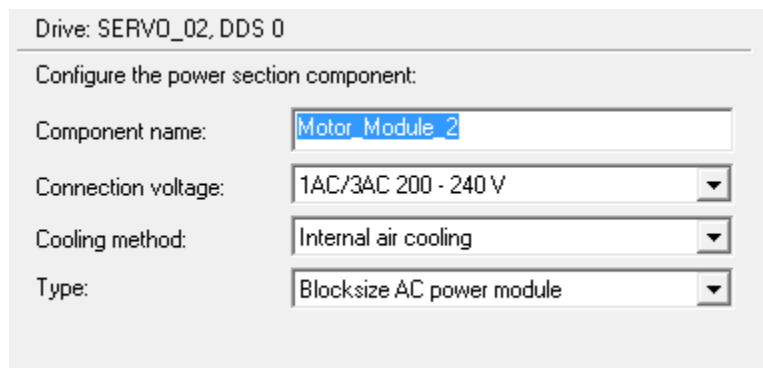 Drive: SERVO_02, DDS 0
Configure the power section component:
Component name: Motor_Module_2
Connection voltage: 1AC/3AC 200 - 240 V
Cooling method: Internal air cooling
Type: Blocksize AC power module